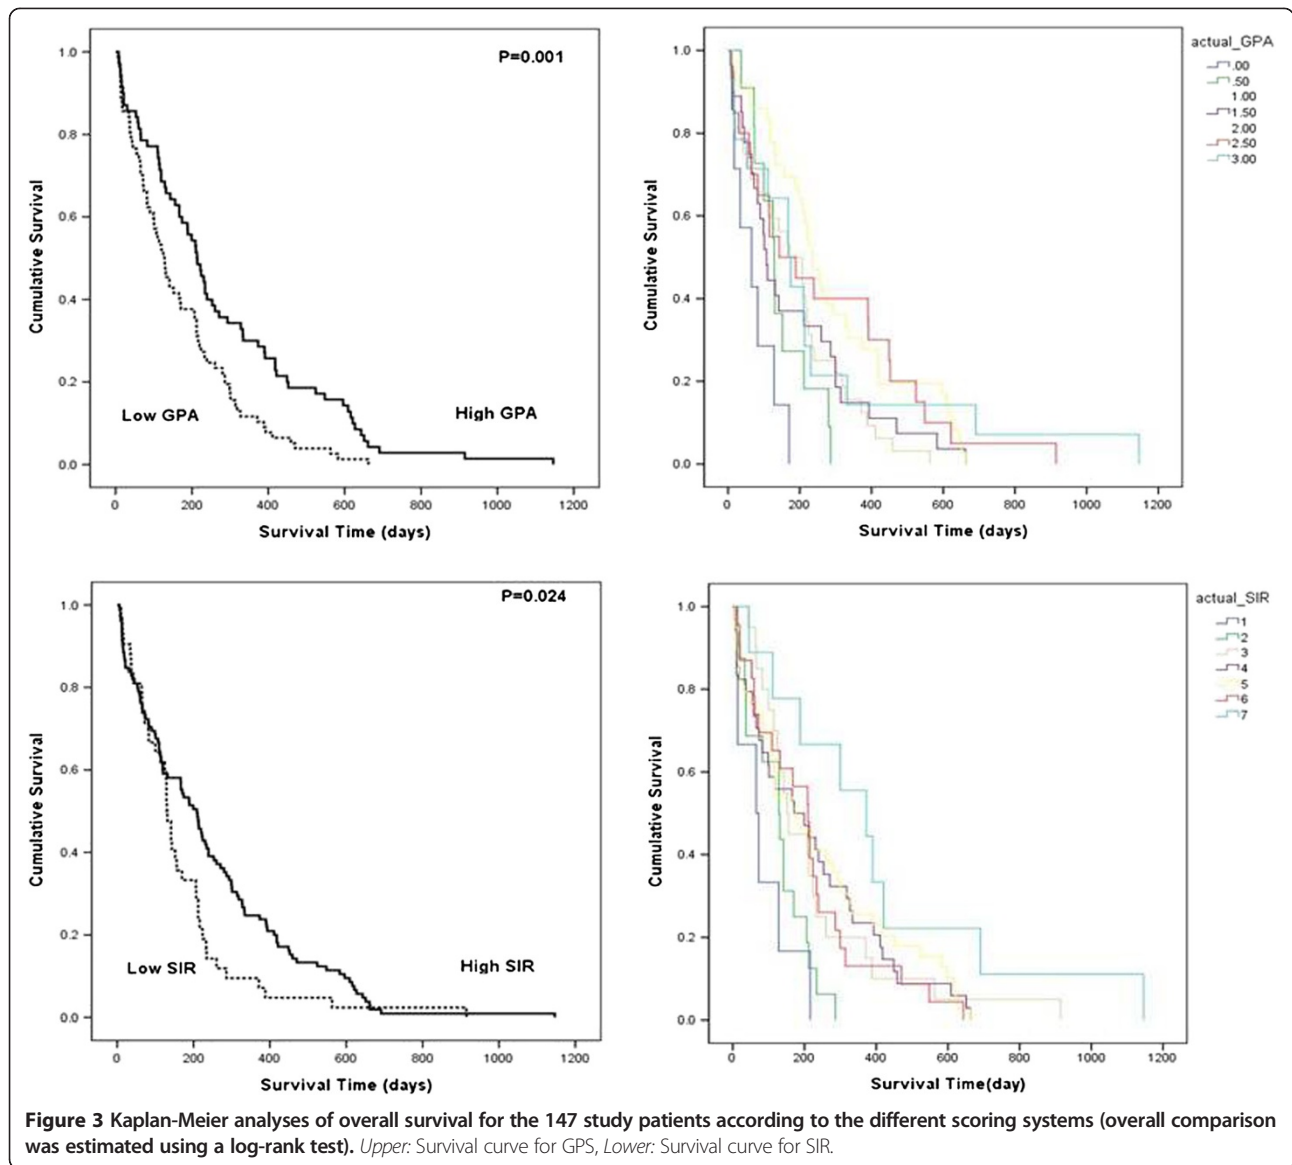 P=0.001
1.0
0.8
0.6
0.4
0.2
0.0
Cumulative Survival
Low GPA
High GPA
0 200 400 600 800 1000 1200
Survival Time (days)
actual_GPA
.00
.50
1.00
1.50
2.00
2.50
3.00
1.0
0.8
0.6
0.4
0.2
0.0
Cumulative Survival
0 200 400 600 800 1000 1200
Survival Time (days)
P=0.024
1.0
0.8
0.6
0.4
0.2
0.0
Cumulative Survival
Low SIR
High SIR
0 200 400 600 800 1000 1200
Survival Time (days)
actual_SIR
1
2
3
4
5
6
7
1.0
0.8
0.6
0.4
0.2
0.0
Cumulative Survival
0 200 400 600 800 1000 1200
Survival Time(day)
Figure 3 Kaplan-Meier analyses of overall survival for the 147 study patients according to the different scoring systems (overall comparison
was estimated using a log-rank test). Upper: Survival curve for GPS, Lower: Survival curve for SIR.